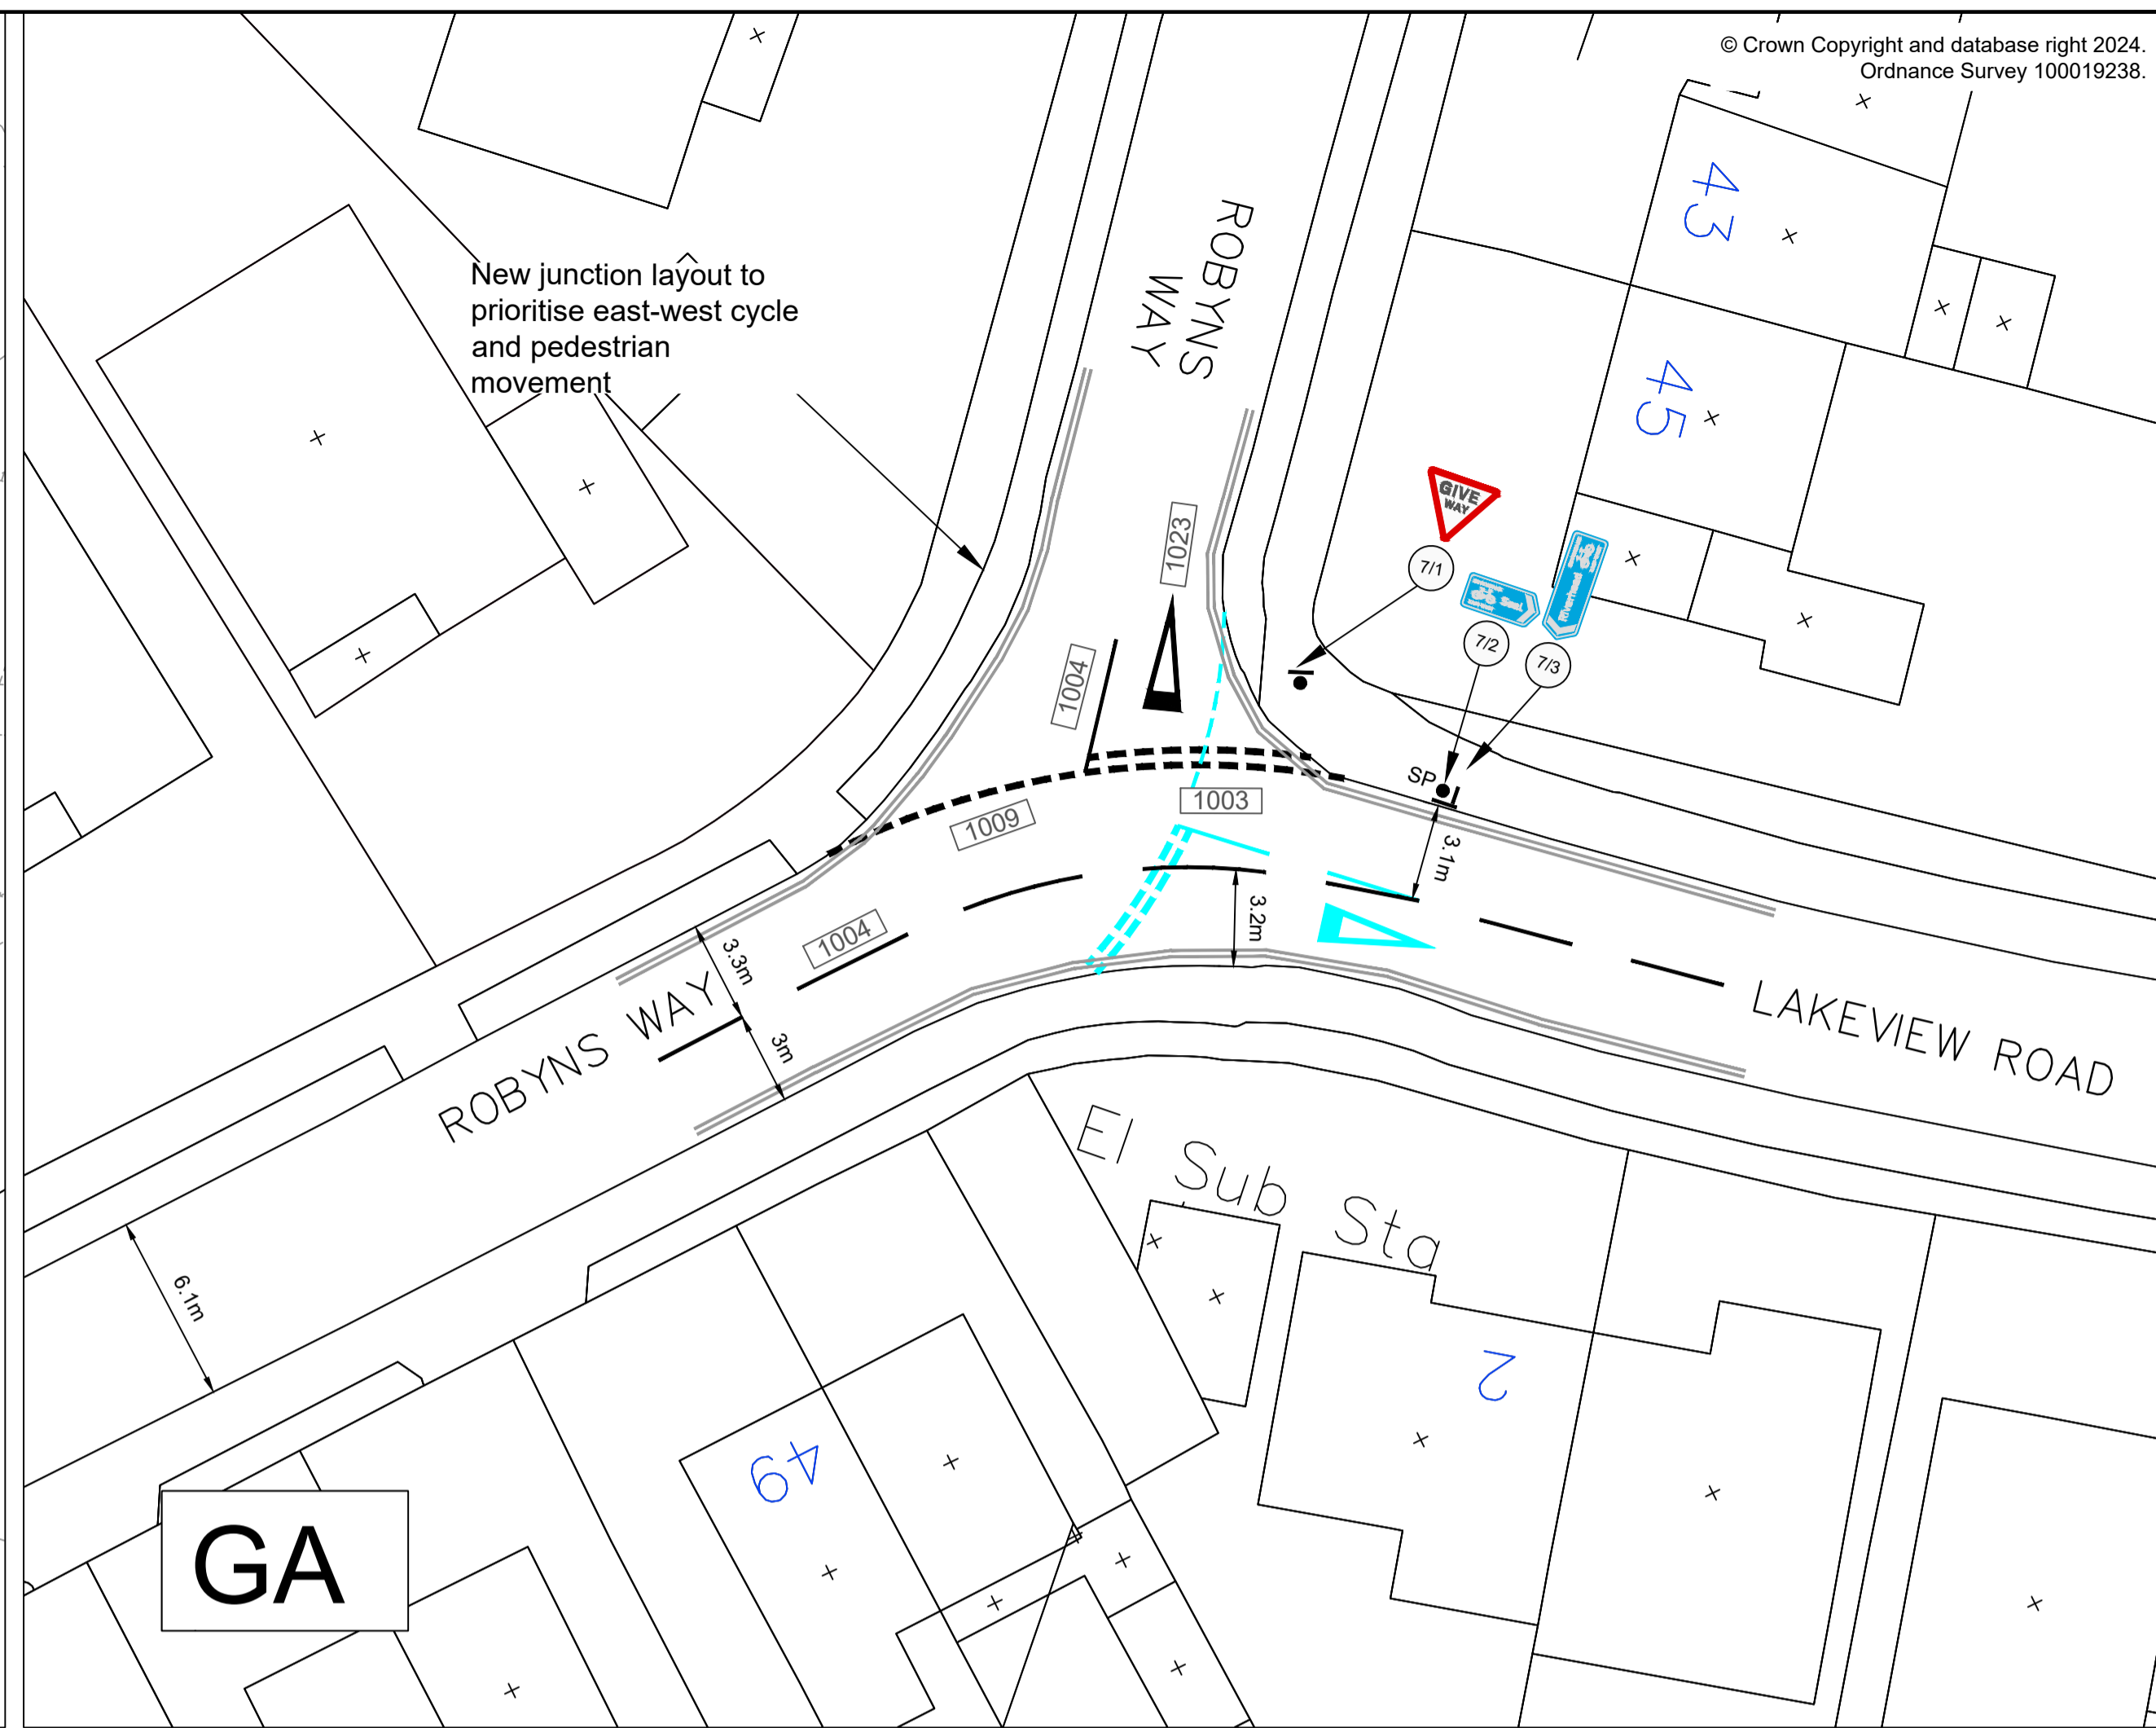 © Crown Copyright and database right 2024.
Ordnance Survey 100019238.
New junction layout to
prioritise east-west cycle
and pedestrian
movement
ROBYNS
WAY
43
45
GIVE
WAY
7/1
7/2
7/3
Seal
Riverhead
1023
1004
SP
1003
1009
3.1m
3.2m
1004
3.3m
3m
ROBYNS WAY
LAKEVIEW ROAD
El Sub Sta
6.1m
2
49
GA